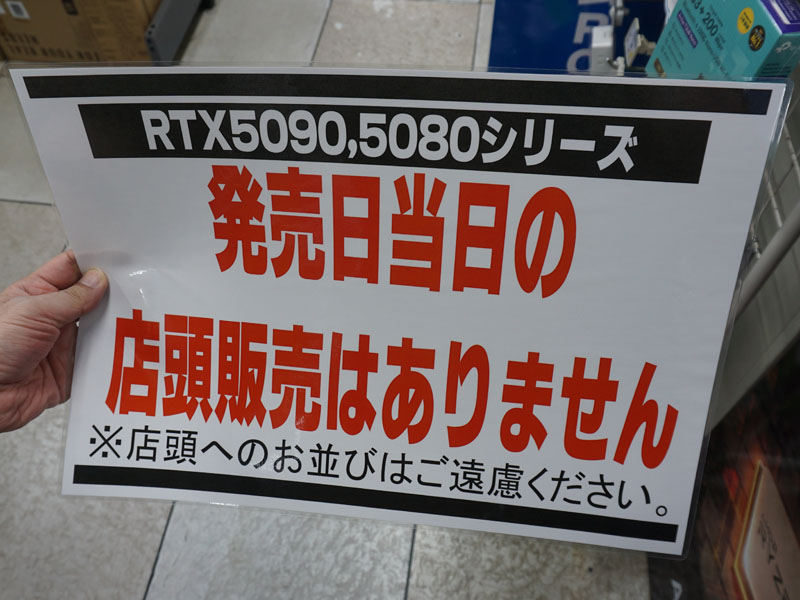 RTX5090,5080シリーズ
発売日当日の
店頭販売はありません
※店頭へのお並びはご遠慮ください。